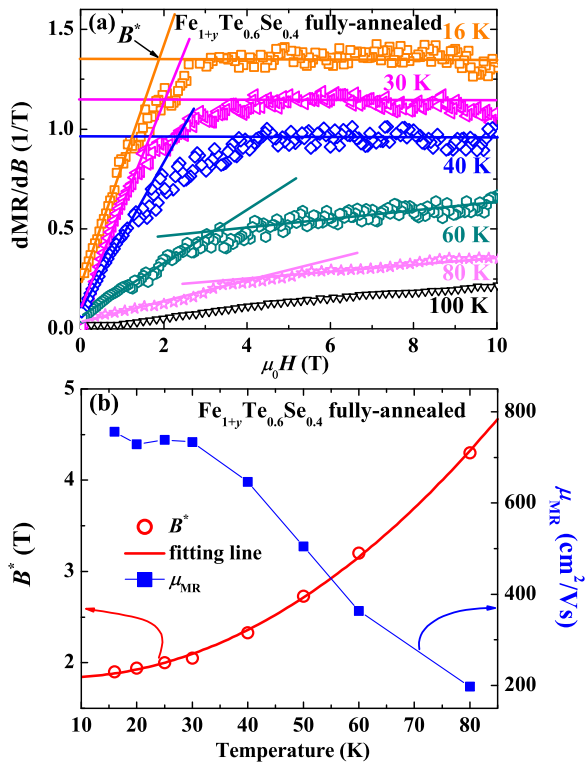 (a) Fe1+yTe0.6Se0.4 fully-annealed
B*
16 K
30 K
40 K
60 K
80 K
100 K
dMR/dB (1/T)
1.5
1.0
0.5
0.0
0 2 4 6 8 10
μ0H (T)
(b) Fe1+yTe0.6Se0.4 fully-annealed
B*
fitting line
μMR
B* (T)
5
4
3
2
μMR (cm2/Vs)
800
600
400
200
10 20 30 40 50 60 70 80
Temperature (K)